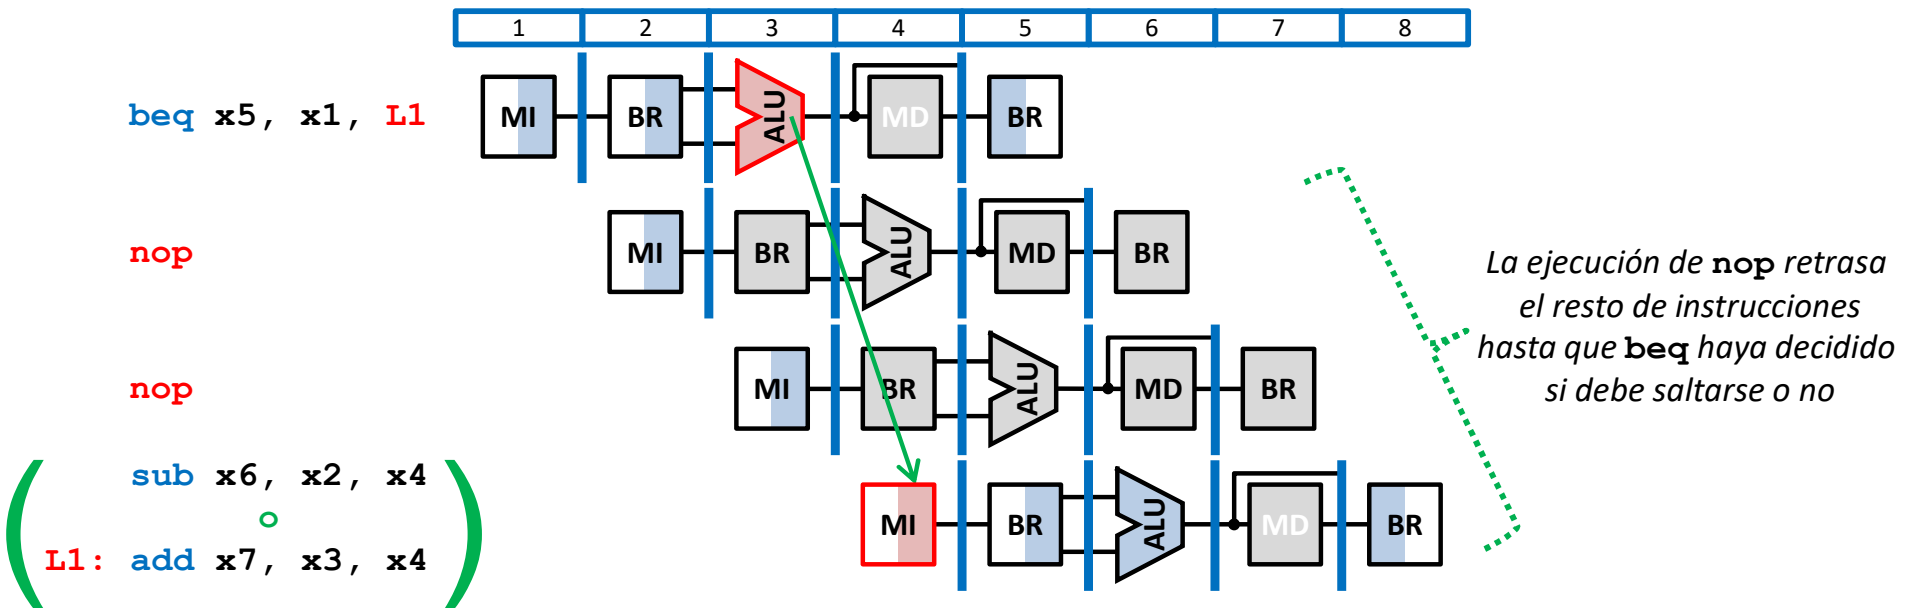 1 2 3 4 5 6 7 8
beq x5, x1, L1 MI BR ALU MD BR
nop MI BR ALU MD BR
La ejecución de nop retrasa
el resto de instrucciones
hasta que beq haya decidido
si debe saltarse o no
nop MI BR ALU MD BR
sub x6, x2, x4
o
L1: add x7, x3, x4
MI BR ALU MD BR